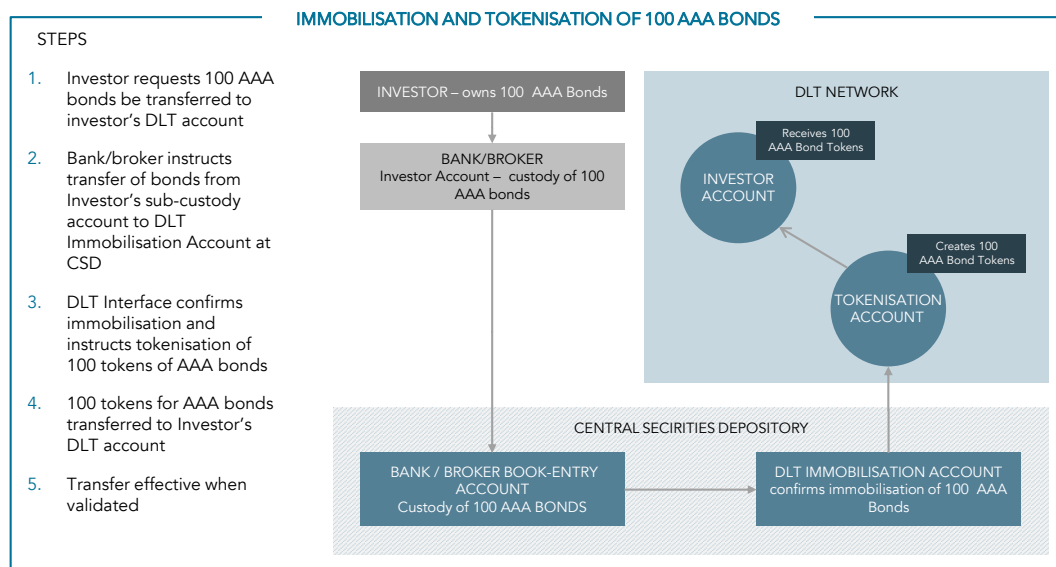 IMMOBILISATION AND TOKENISATION OF 100 AAA BONDS
STEPS
1. Investor requests 100 AAA
bonds be transferred to
investor's DLT account
2. Bank/broker instructs
transfer of bonds from
Investor's sub-custody
account to DLT
Immobilisation Account at
CSD
3. DLT Interface confirms
immobilisation and
instructs tokenisation of
100 tokens of AAA bonds
4. 100 tokens for AAA bonds
transferred to Investor's
DLT account
5. Transfer effective when
validated
INVESTOR – owns 100 AAA Bonds
BANK/BROKER
Investor Account – custody of 100
AAA bonds
DLT NETWORK
Receives 100
AAA Bond Tokens
INVESTOR
ACCOUNT
Creates 100
AAA Bond Tokens
TOKENISATION
ACCOUNT
CENTRAL SECIRITIES DEPOSITORY
BANK / BROKER BOOK-ENTRY
ACCOUNT
Custody of 100 AAA BONDS
DLT IMMOBILISATION ACCOUNT
confirms immobilisation of 100 AAA
Bonds